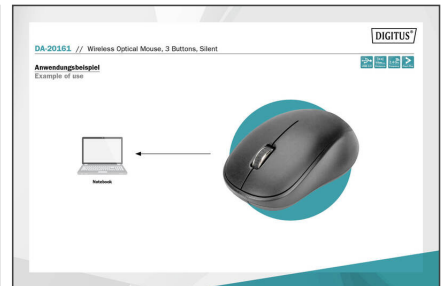 DIGITUS®
DA-20161 // Wireless Optical Mouse, 3 Buttons, Silent
Anwendungsbeispiel
Example of use
Notebook